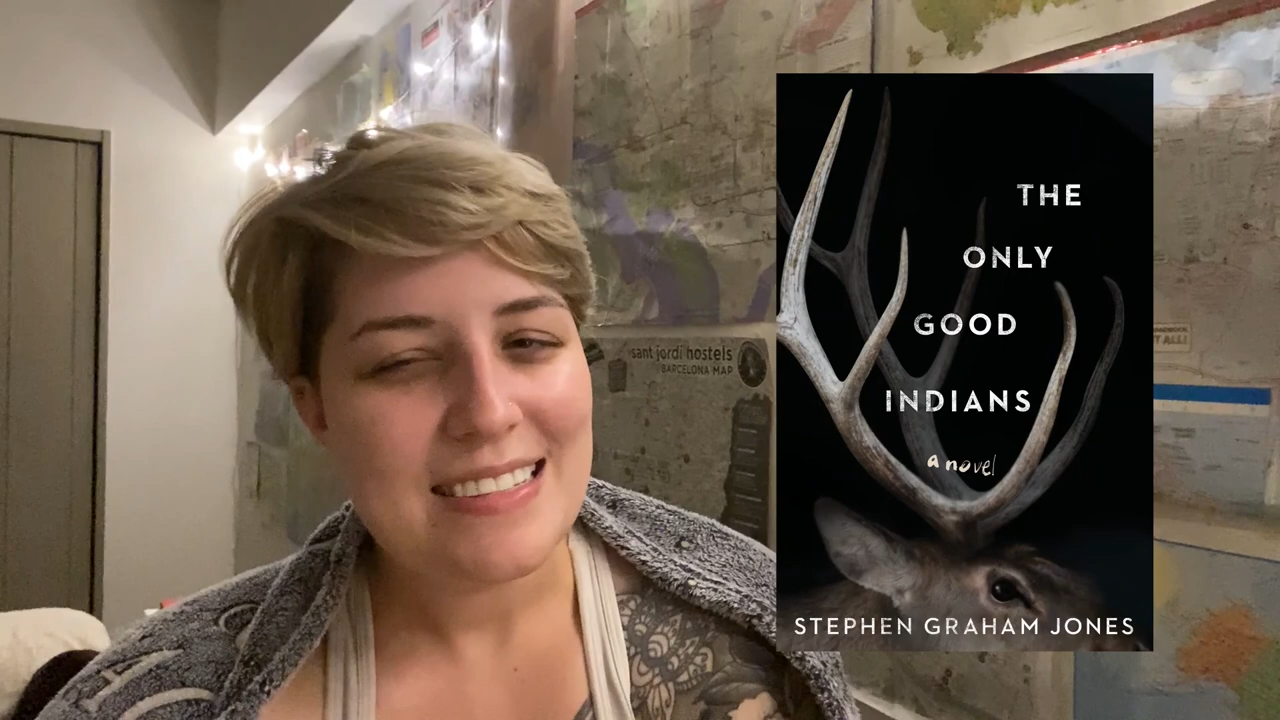 sant jordi hostels
BARCELONA MAP
THE
ONLY
GOOD
INDIANS
a novel
STEPHEN GRAHAM JONES